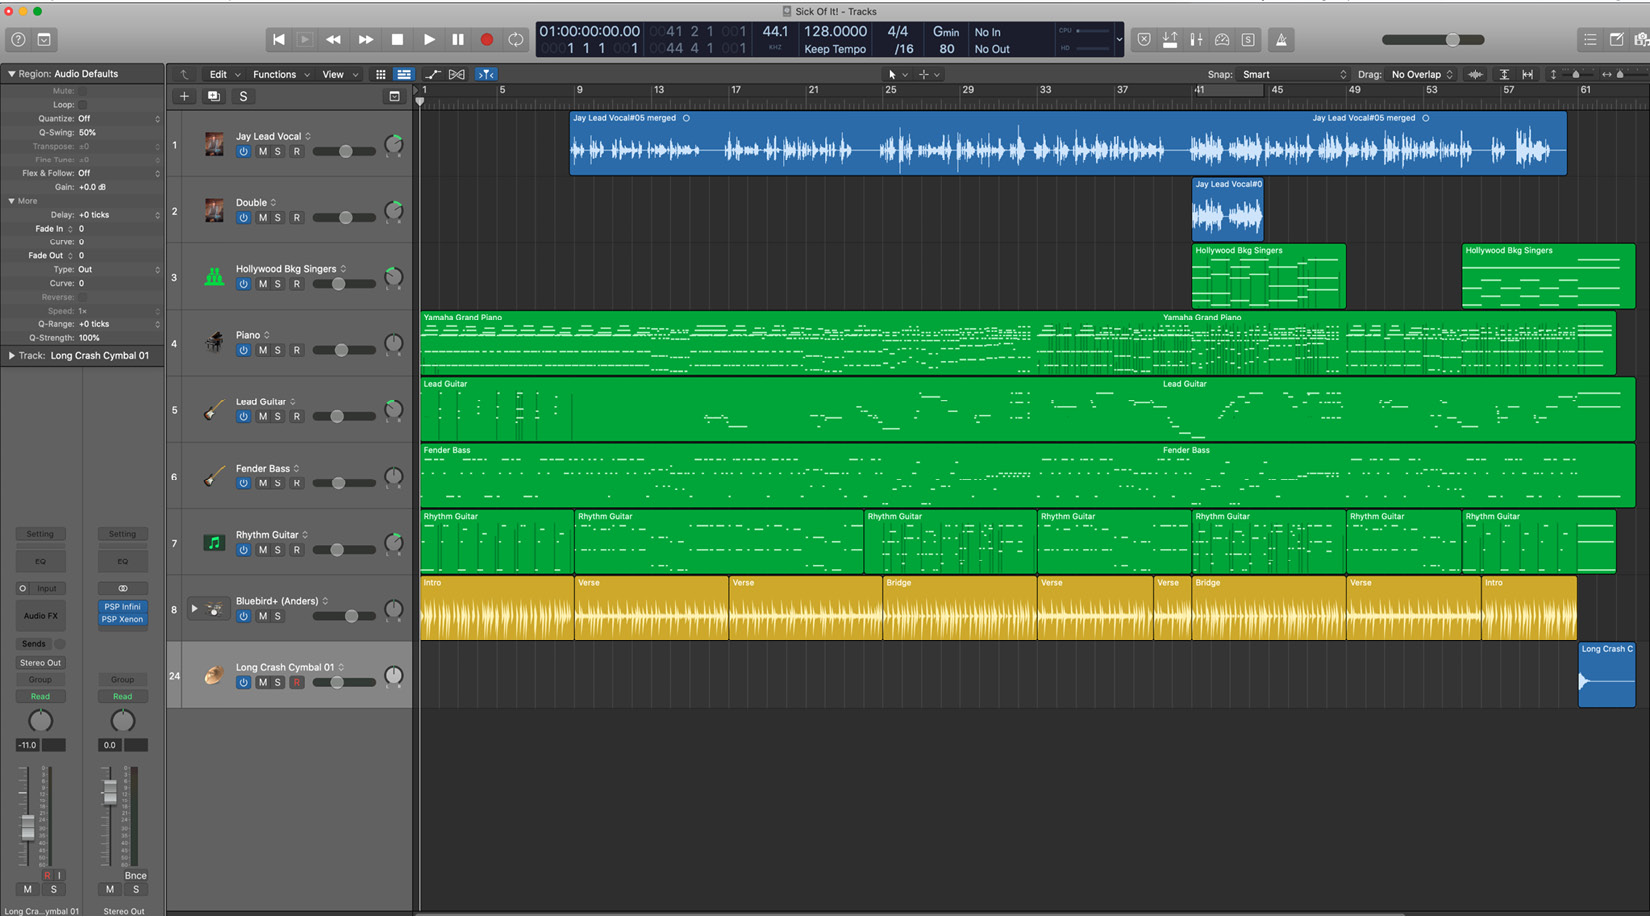 Sick Of It! - Tracks
01:00:00:00.00 0041 2 1 001 44.1 128.0000 4/4 Gmin No In CPU
0001 1 1 001 0044 4 1 001 KHZ Keep Tempo /16 80 No Out HD
Region: Audio Defaults
Edit Functions View Snap: Smart Drag: No Overlap
Mute:
Loop:
Quantize: Off
Q-Swing: 50%
Transpose: ±0
Fine Tune: ±0
Flex & Follow: Off
Gain: +0.0 dB
More
Delay: +0 ticks
Fade In 0
Curve: 0
Fade Out 0
Type: Out
Curve: 0
Reverse:
Speed: 1×
Q-Range: +0 ticks
Q-Strength: 100%
Track: Long Crash Cymbal 01
S
1 5 9 13 17 21 25 29 33 37 41 45 49 53 57 61
1 Jay Lead Vocal
M S R
Jay Lead Vocal#05 merged Jay Lead Vocal#05 merged
2 Double
M S R
Jay Lead Vocal#0
3 Hollywood Bkg Singers
M S R
Hollywood Bkg Singers Hollywood Bkg Singers
4 Piano
M S R
Yamaha Grand Piano Yamaha Grand Piano
5 Lead Guitar
M S R
Lead Guitar Lead Guitar
6 Fender Bass
M S R
Fender Bass Fender Bass
7 Rhythm Guitar
M S R
Rhythm Guitar Rhythm Guitar Rhythm Guitar Rhythm Guitar Rhythm Guitar Rhythm Guitar Rhythm Guitar
8 Bluebird+ (Anders)
M S
Intro Verse Verse Bridge Verse Verse Bridge Verse Intro
24 Long Crash Cymbal 01
M S R
Long Crash C
Setting Setting
EQ EQ
Input
Audio FX PSP Infini
PSP Xenon
Sends
Stereo Out
Group Group
Read Read
-11.0 0.0
R I Bnce
M S M S
Long Cra...ymbal 01 Stereo Out